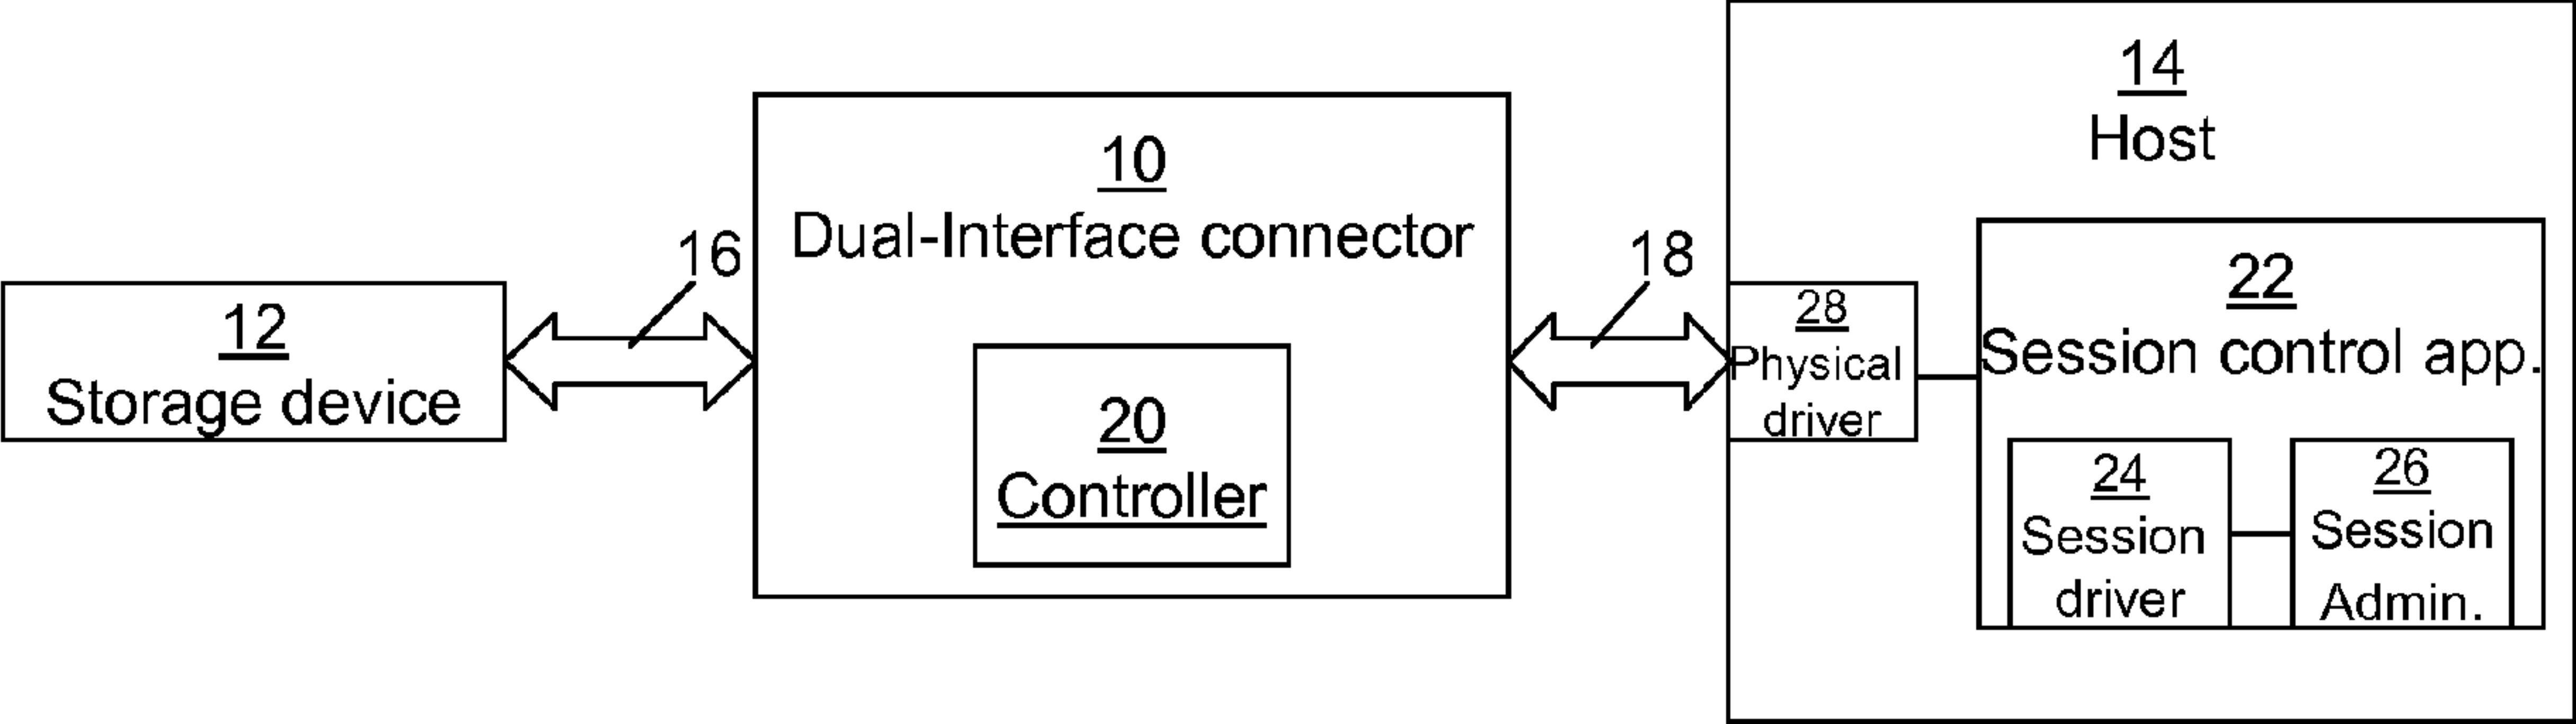 12
Storage device
16
10
Dual-Interface connector
20
Controller
18
14
Host
28
Physical
driver
22
Session control app.
24
Session
driver
26
Session
Admin.